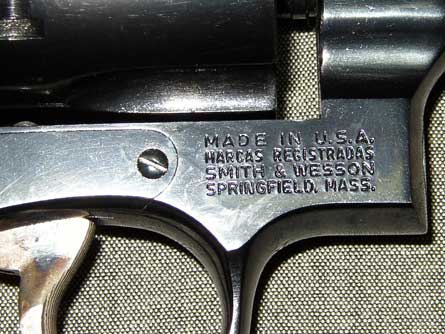 MADE IN U.S.A.
MARCAS REGISTRADAS
SMITH & WESSON
SPRINGFIELD, MASS.